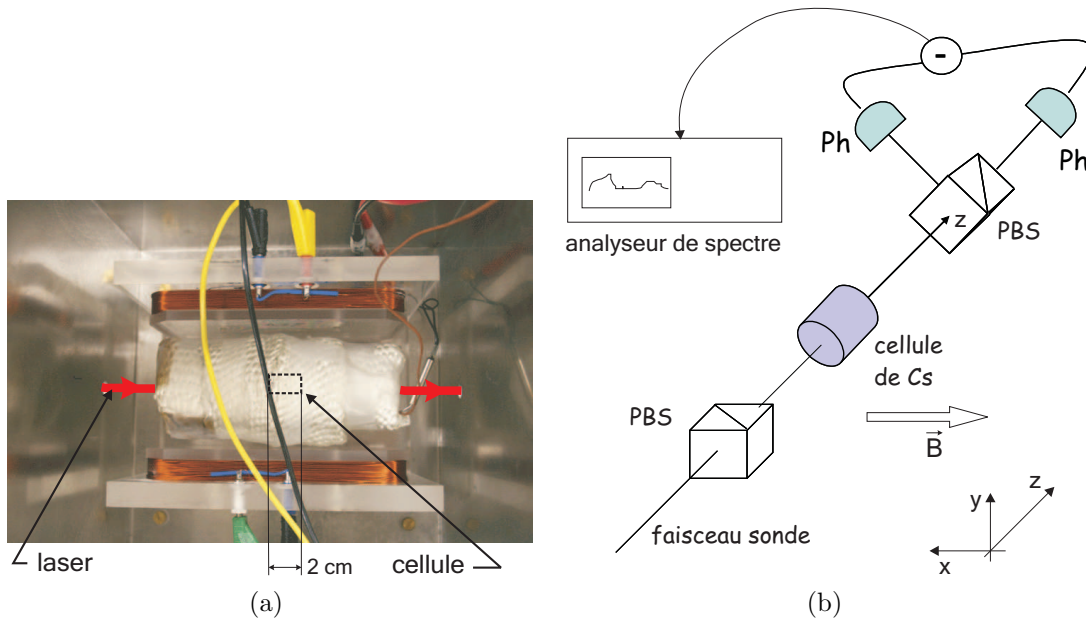 laser
2 cm
cellule
(a)
-
Ph
Ph
z
PBS
analyseur de spectre
cellule
de Cs
PBS
B
faisceau sonde
y
z
x
(b)